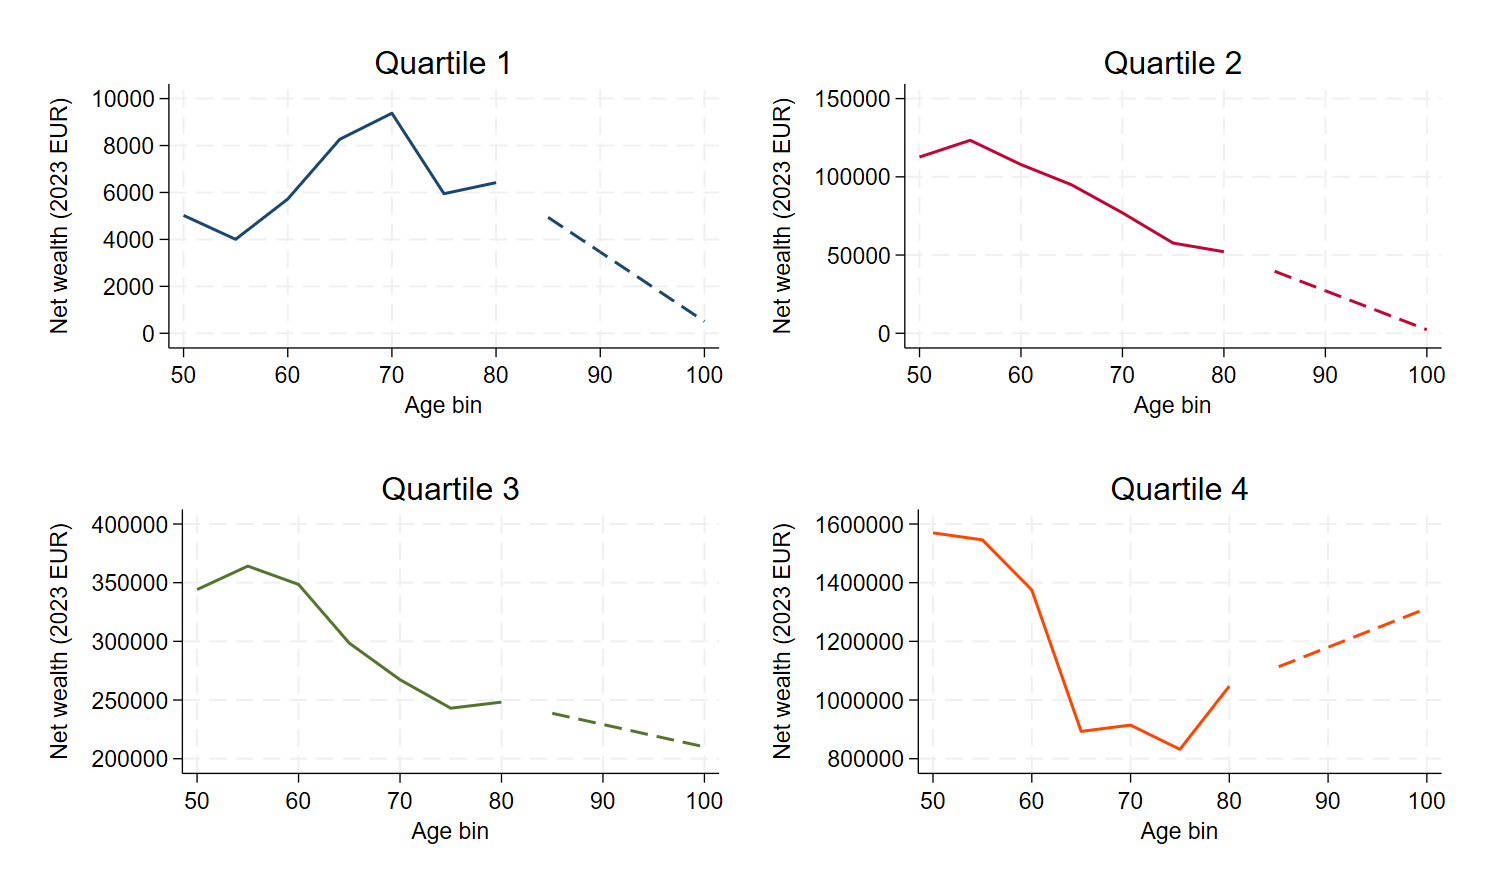 Quartile 1
Net wealth (2023 EUR)
10000
8000
6000
4000
2000
0
50 60 70 80 90 100
Age bin
Quartile 2
Net wealth (2023 EUR)
150000
100000
50000
0
50 60 70 80 90 100
Age bin
Quartile 3
Net wealth (2023 EUR)
400000
350000
300000
250000
200000
50 60 70 80 90 100
Age bin
Quartile 4
Net wealth (2023 EUR)
1600000
1400000
1200000
1000000
800000
50 60 70 80 90 100
Age bin